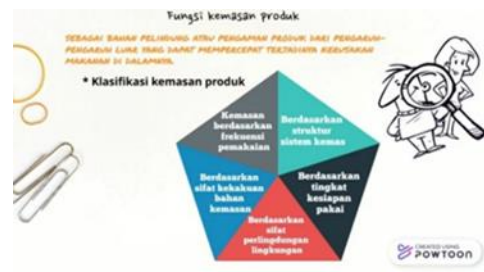 Fungsi kemasan produk
SEBAGAI BAHAN PELINDUNG ATAU PENGAMAN PRODUK DARI PENGARUH-
PENGARUH LUAR YANG DAPAT MEMPERCEPAT TERJADINYA KERUSAKAN
MAKANAN DI DALAMNYA.
* Klasifikasi kemasan produk
Kemasan
berdasarkan
frekuensi
pemakaian
Berdasarkan
struktur
sistem kemas
Berdasarkan
sifat kekakuan
bahan
kemasan
Berdasarkan
tingkat
kesiapan
pakai
Berdasarkan
sifat
perlingdungan
lingkungan
CREATED USING
POWTOON